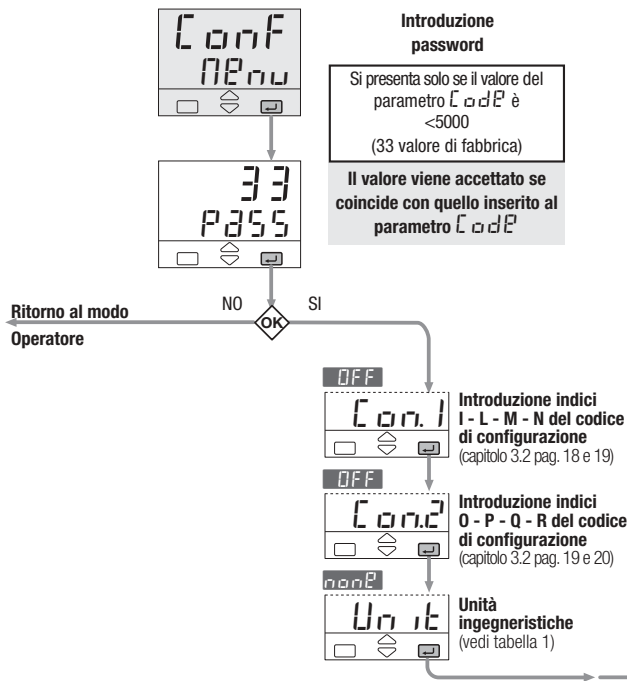 Conf
Menu
Introduzione
password
Si presenta solo se il valore del
parametro Code è
<5000
(33 valore di fabbrica)
Il valore viene accettato se
coincide con quello inserito al
parametro Code
33
Pass
NO
SI
OK
Ritorno al modo
Operatore
OFF
Con.1
Introduzione indici
I - L - M - N del codice
di configurazione
(capitolo 3.2 pag. 18 e 19)
OFF
Con.2
Introduzione indici
O - P - Q - R del codice
di configurazione
(capitolo 3.2 pag. 19 e 20)
none
Unit
Unità
ingegneristiche
(vedi tabella 1)